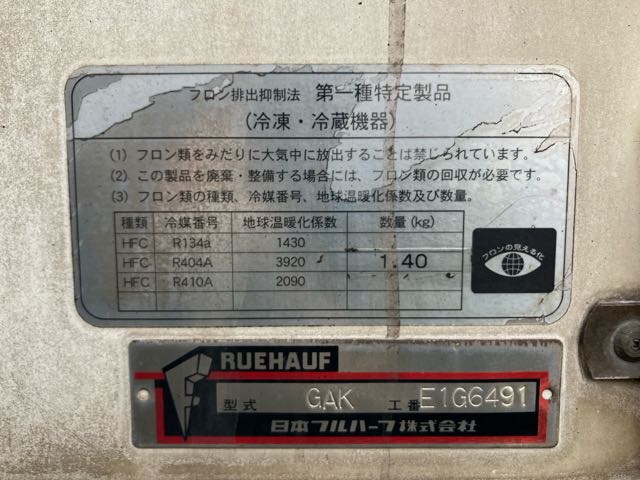 フロン排出抑制法 第一種特定製品
(冷凍・冷蔵機器)
(1) フロン類をみだりに大気中に放出することは禁じられています。
(2) この製品を廃棄・整備する場合には、フロン類の回収が必要です。
(3) フロン類の種類、冷媒番号、地球温暖化係数及び数量。
種類 冷媒番号 地球温暖化係数 数量(kg)
HFC R134a 1430
HFC R404A 3920 1.40
HFC R410A 2090
フロンの見える化
RUEHAUF
型式 GAK 工番 E1G6491
日本フルハーフ株式会社